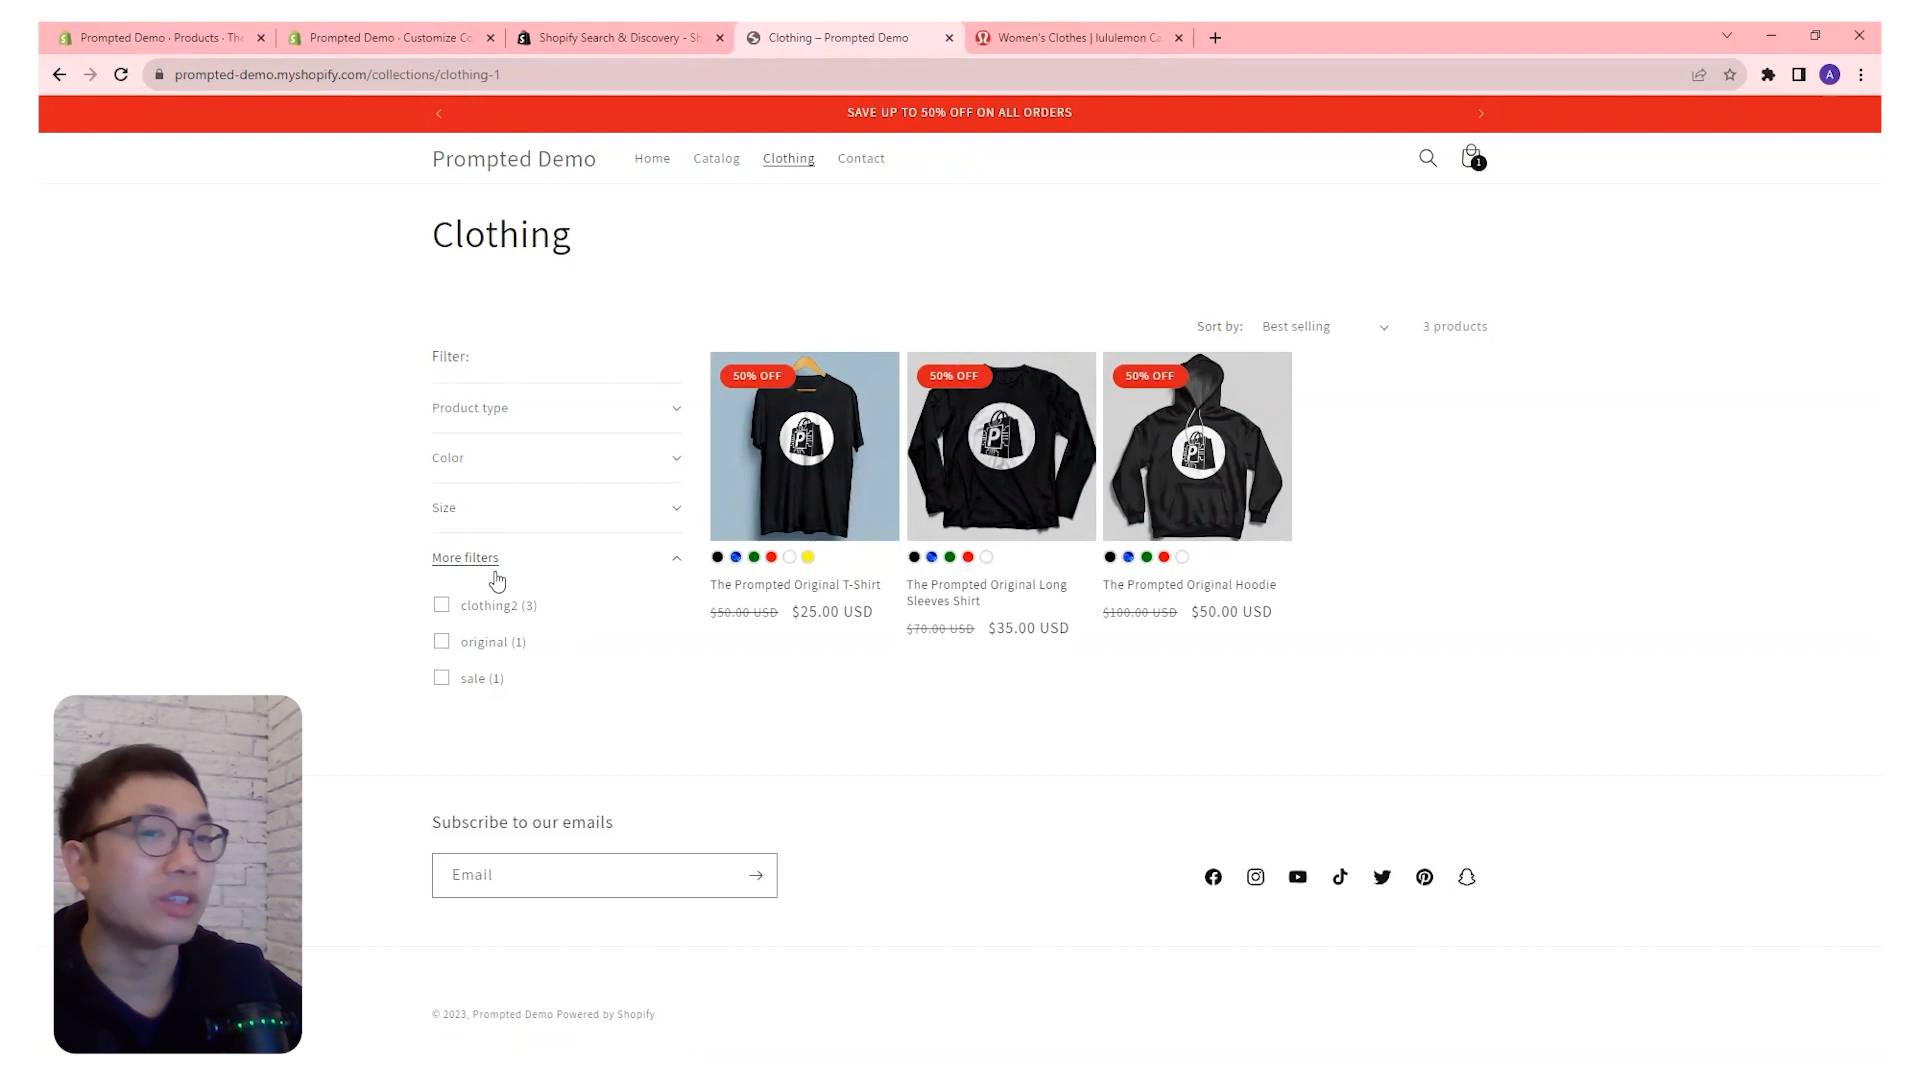 Prompted Demo · Products · The
Prompted Demo · Customize Co
Shopify Search & Discovery - Sh
Clothing – Prompted Demo
Women's Clothes | lululemon Ca
prompted-demo.myshopify.com/collections/clothing-1
A
SAVE UP TO 50% OFF ON ALL ORDERS
Prompted Demo
Home
Catalog
Clothing
Contact
1
Clothing
Sort by:
Best selling
3 products
Filter:
Product type
Color
Size
More filters
clothing2 (3)
original (1)
sale (1)
50% OFF
50% OFF
50% OFF
P
P
P
The Prompted Original T-Shirt
$50.00 USD $25.00 USD
The Prompted Original Long
Sleeves Shirt
$70.00 USD $35.00 USD
The Prompted Original Hoodie
$100.00 USD $50.00 USD
Subscribe to our emails
Email
© 2023, Prompted Demo Powered by Shopify